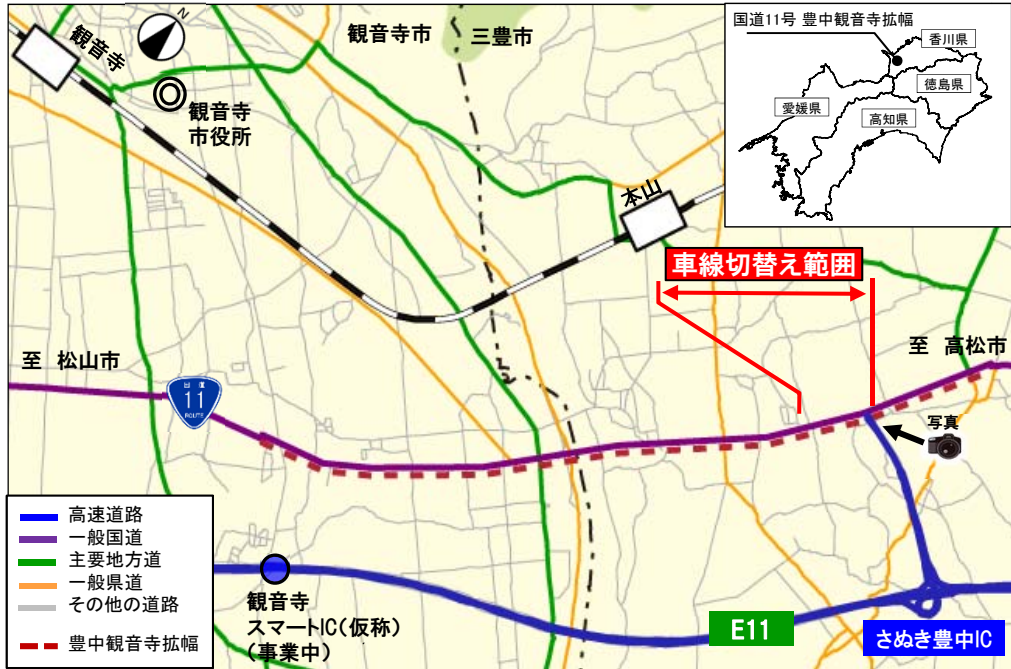 国道11号 豊中観音寺拡幅
香川県
徳島県
愛媛県
高知県
N
観音寺
観音寺
市役所
観音寺市
三豊市
本山
車線切替え範囲
至 松山市
至 高松市
国道
11
ROUTE
写真
高速道路
一般国道
主要地方道
一般県道
その他の道路
豊中観音寺拡幅
観音寺
スマートIC(仮称)
(事業中)
E11
さぬき豊中IC